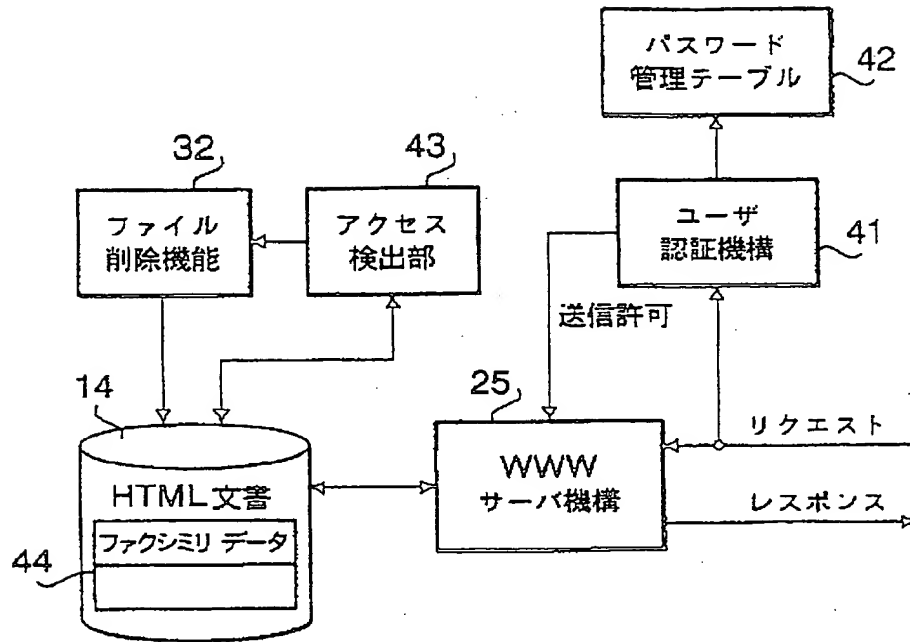 パスワード
管理テーブル
42
32
43
ファイル
削除機能
アクセス
検出部
ユーザ
認証機構
41
送信許可
14
25
リクエスト
WWW
サーバ機構
レスポンス
HTML文書
ファクシミリ データ
44